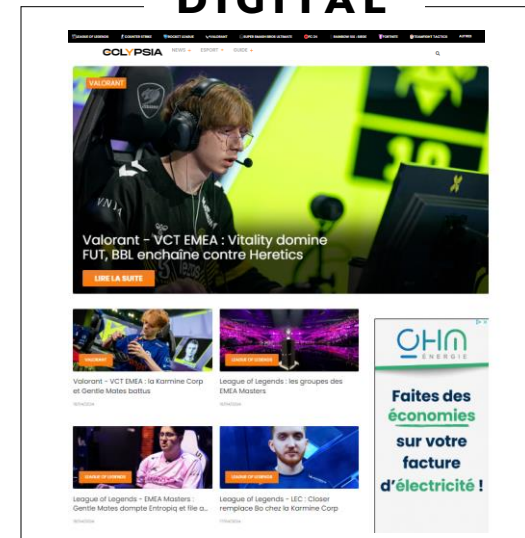 DIGITAL
LEAGUE OF LEGENDS COUNTER STRIKE ROCKET LEAGUE VALORANT SUPER SMASH BROS ULTIMATE FC 24 RAINBOW SIX : SIEGE FORTNITE TEAMFIGHT TACTICS AUTRES
CCLYPSIA NEWS ESPORT GUIDE
VALORANT
Valorant – VCT EMEA : Vitality domine
FUT, BBL enchaîne contre Heretics
LIRE LA SUITE
VALORANT
LEAGUE OF LEGENDS
Valorant – VCT EMEA : la Karmine Corp
et Gentle Mates battus
League of Legends : les groupes des
EMEA Masters
LEAGUE OF LEGENDS
LEAGUE OF LEGENDS
League of Legends – EMEA Masters :
Gentle Mates dompte Entropiq et file a...
League of Legends – LEC : Closer
remplace Bo chez la Karmine Corp
OHM
ENERGIE
Faites des
économies
sur votre
facture
d'électricité !